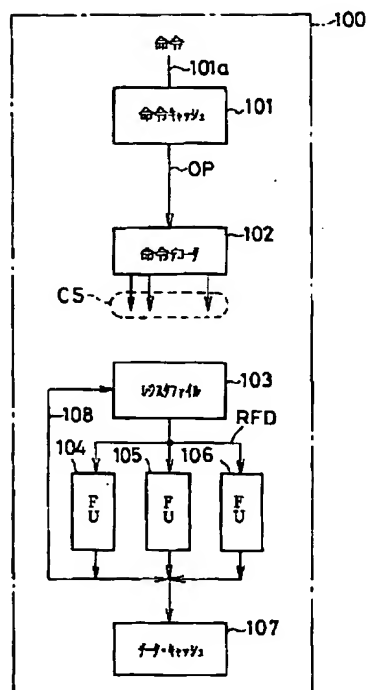 100
命令
101a
命令キャッシュ
101
OP
命令デコーダ
102
CS
レジスタファイル
103
108
RFD
104
105
106
FU
FU
FU
データ・キャッシュ
107